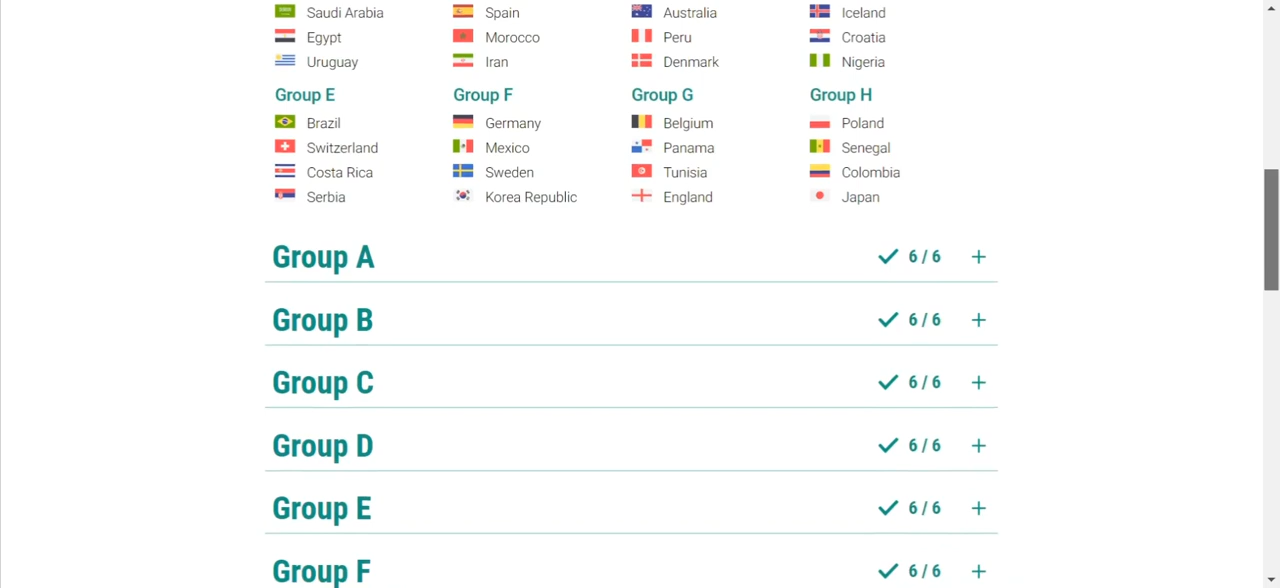 Saudi Arabia Spain Australia Iceland
Egypt Morocco Peru Croatia
Uruguay Iran Denmark Nigeria
Group E Group F Group G Group H
Brazil Germany Belgium Poland
Switzerland Mexico Panama Senegal
Costa Rica Sweden Tunisia Colombia
Serbia Korea Republic England Japan
Group A 6 / 6 +
Group B 6 / 6 +
Group C 6 / 6 +
Group D 6 / 6 +
Group E 6 / 6 +
Group F 6 / 6 +